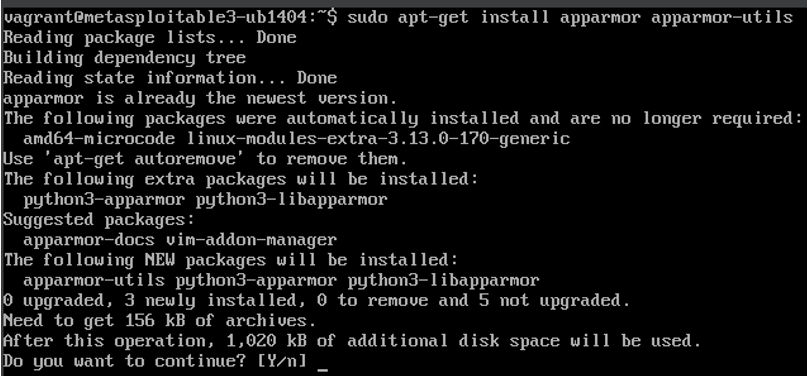 vagrant@metasploitable3-ub1404:~$ sudo apt-get install apparmor apparmor-utils
Reading package lists... Done
Building dependency tree
Reading state information... Done
apparmor is already the newest version.
The following packages were automatically installed and are no longer required:
  amd64-microcode linux-modules-extra-3.13.0-170-generic
Use 'apt-get autoremove' to remove them.
The following extra packages will be installed:
  python3-apparmor python3-libapparmor
Suggested packages:
  apparmor-docs vim-addon-manager
The following NEW packages will be installed:
  apparmor-utils python3-apparmor python3-libapparmor
0 upgraded, 3 newly installed, 0 to remove and 5 not upgraded.
Need to get 156 kB of archives.
After this operation, 1,020 kB of additional disk space will be used.
Do you want to continue? [Y/n] _